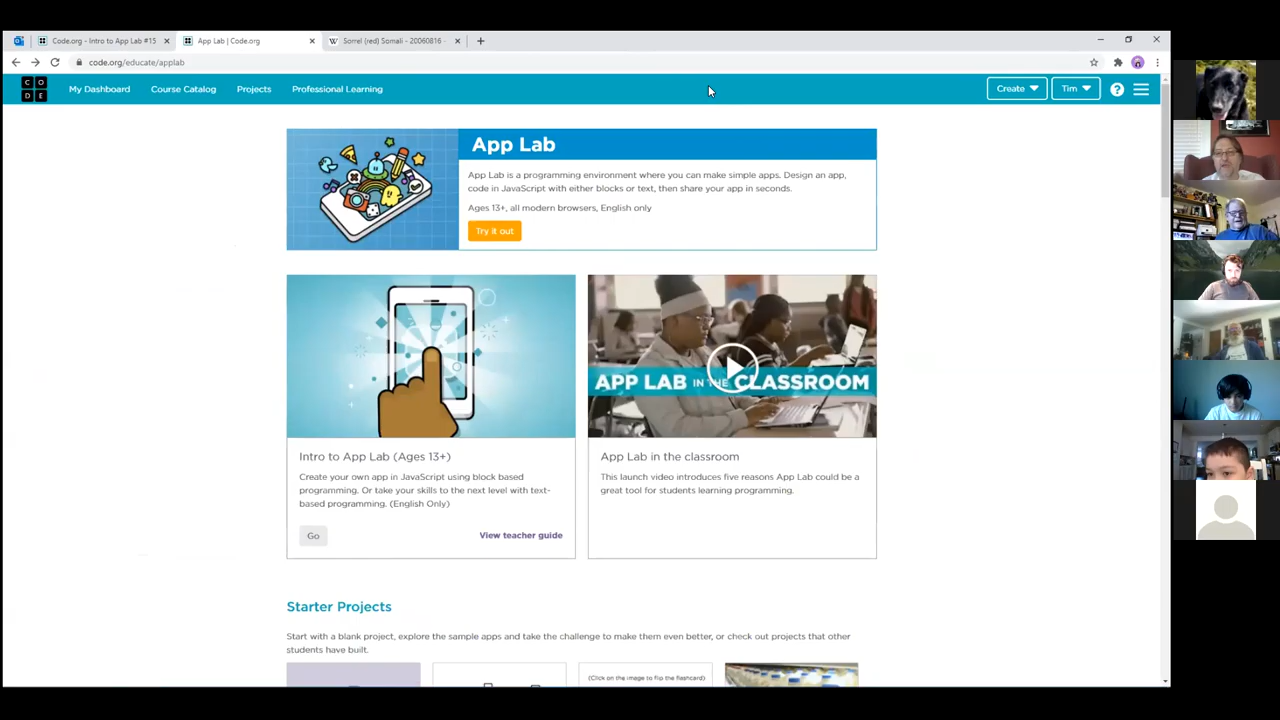 Code.org - Intro to App Lab #15
App Lab | Code.org
Sorrel (red) Somali - 20060816 -
code.org/educate/applab
CODE
My Dashboard
Course Catalog
Projects
Professional Learning
Create
Tim
App Lab
App Lab is a programming environment where you can make simple apps. Design an app,
code in JavaScript with either blocks or text, then share your app in seconds.
Ages 13+, all modern browsers, English only
Try it out
APP LAB IN THE CLASSROOM
Intro to App Lab (Ages 13+)
Create your own app in JavaScript using block based
programming. Or take your skills to the next level with text-
based programming. (English Only)
Go
View teacher guide
App Lab in the classroom
This launch video introduces five reasons App Lab could be a
great tool for students learning programming.
Starter Projects
Start with a blank project, explore the sample apps and take the challenge to make them even better, or check out projects that other
students have built.
(Click on the image to flip the flashcard)